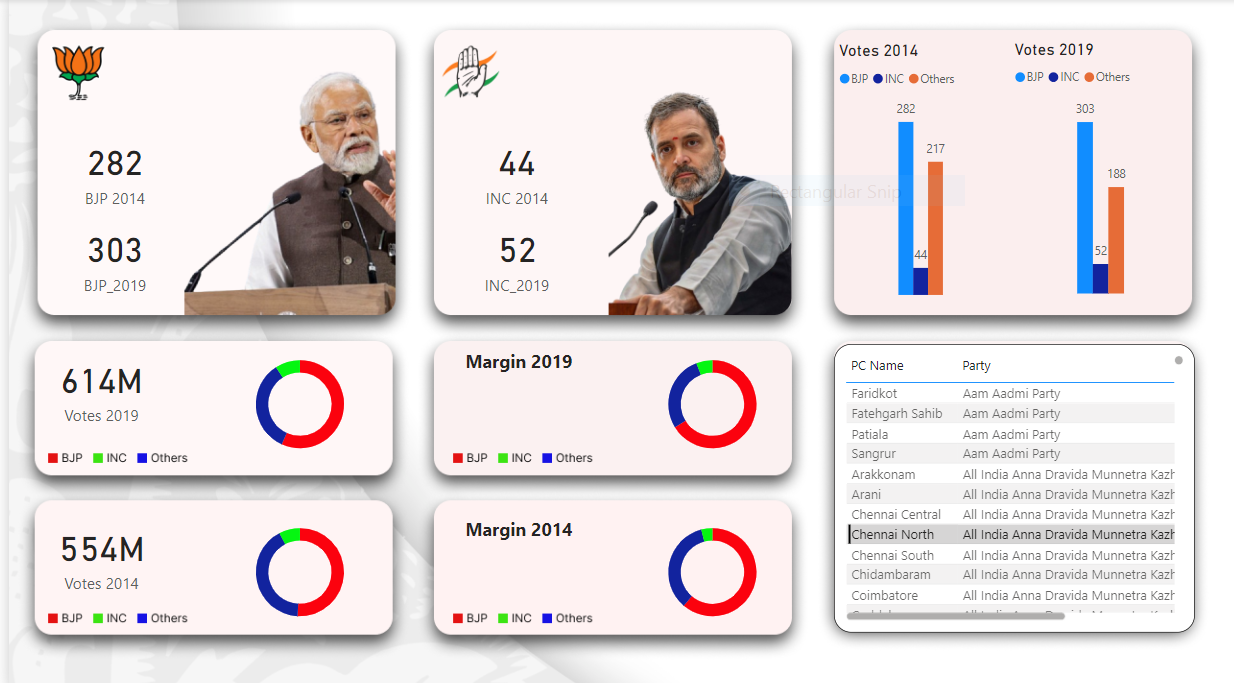 282
BJP 2014
303
BJP_2019
44
INC 2014
52
INC_2019
Votes 2014
BJP INC Others
282
217
44
Votes 2019
BJP INC Others
303
188
52
Rectangular Snip
614M
Votes 2019
BJP INC Others
Margin 2019
BJP INC Others
554M
Votes 2014
BJP INC Others
Margin 2014
BJP INC Others
PC Name Party
Faridkot Aam Aadmi Party
Fatehgarh Sahib Aam Aadmi Party
Patiala Aam Aadmi Party
Sangrur Aam Aadmi Party
Arakkonam All India Anna Dravida Munnetra Kazh
Arani All India Anna Dravida Munnetra Kazh
Chennai Central All India Anna Dravida Munnetra Kazh
Chennai North All India Anna Dravida Munnetra Kazh
Chennai South All India Anna Dravida Munnetra Kazh
Chidambaram All India Anna Dravida Munnetra Kazh
Coimbatore All India Anna Dravida Munnetra Kazh